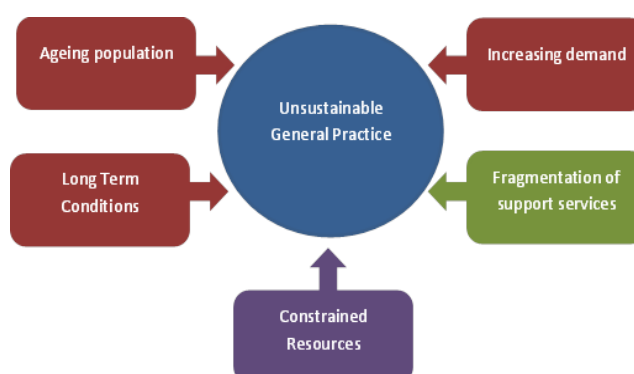 Ageing population
Increasing demand
Unsustainable
General Practice
Long Term
Conditions
Fragmentation of
support services
Constrained
Resources